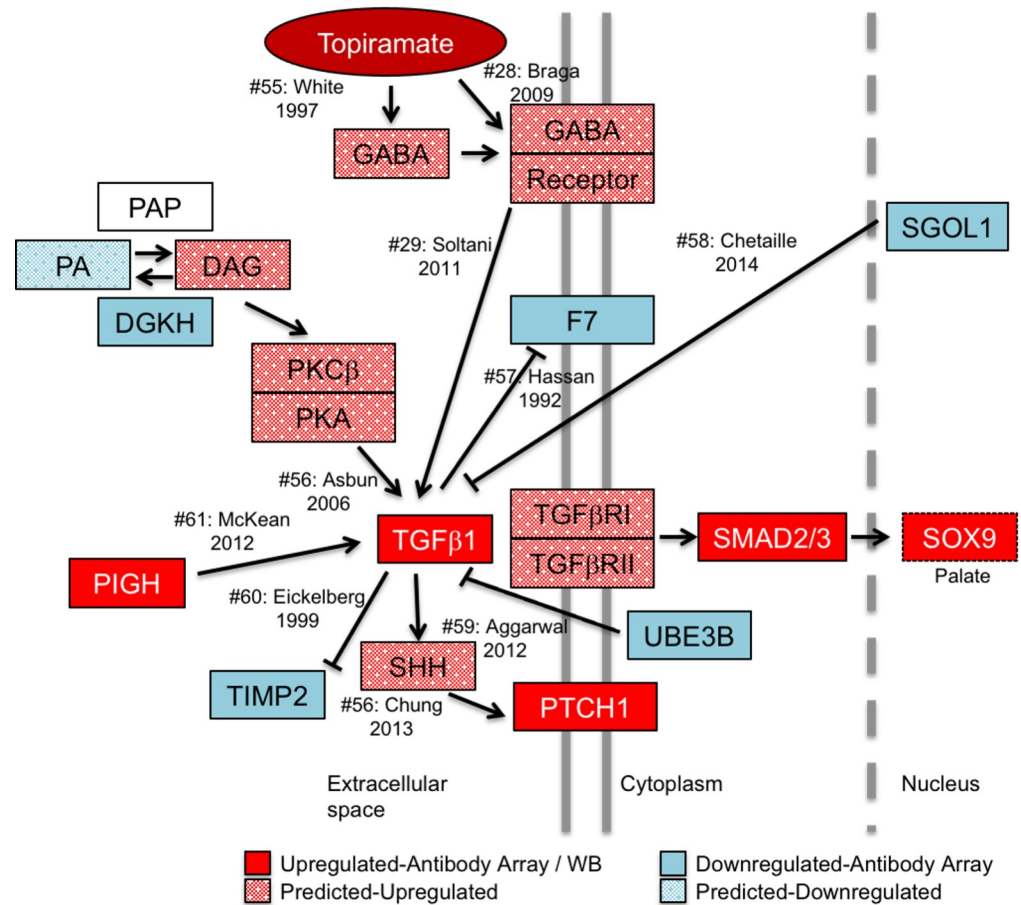 Topiramate
#55: White
1997
#28: Braga
2009
GABA
GABA
Receptor
PAP
PA
DAG
DGKH
#29: Soltani
2011
#58: Chetaille
2014
SGOL1
F7
PKCβ
PKA
#57: Hassan
1992
#56: Asbun
2006
#61: McKean
2012
TGFβ1
TGFβRI
TGFβRII
SMAD2/3
SOX9
Palate
PIGH
#60: Eickelberg
1999
#59: Aggarwal
2012
UBE3B
SHH
TIMP2
#56: Chung
2013
PTCH1
Extracellular
space
Cytoplasm
Nucleus
Upregulated-Antibody Array / WB
Downregulated-Antibody Array
Predicted-Upregulated
Predicted-Downregulated